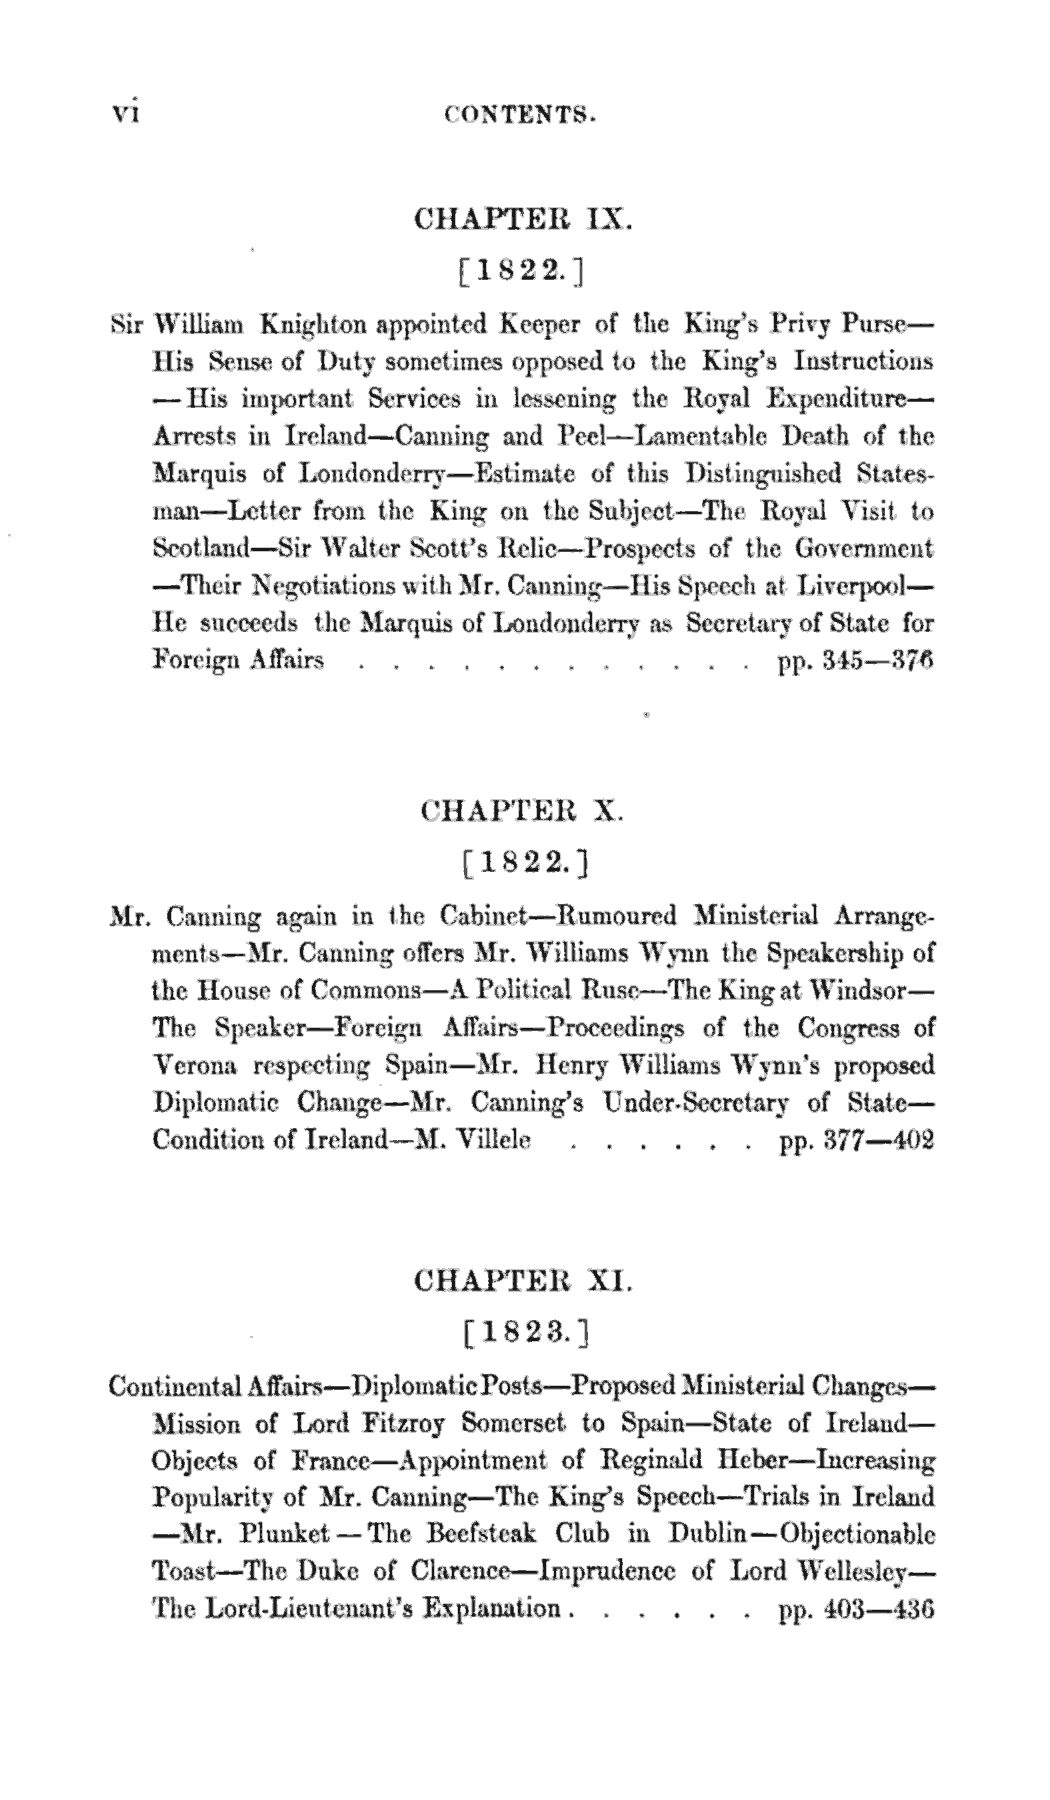 vi CONTENTS.
CHAPTER IX.
[1822.]
Sir William Knighton appointed Keeper of the King's Privy Purse—
His Sense of Duty sometimes opposed to the King's Instructions
—His important Services in lessening the Royal Expenditure—
Arrests in Ireland—Canning and Peel—Lamentable Death of the
Marquis of Londonderry—Estimate of this Distinguished States-
man—Letter from the King on the Subject—The Royal Visit to
Scotland—Sir Walter Scott's Relic—Prospects of the Government
—Their Negotiations with Mr. Canning—His Speech at Liverpool—
He succeeds the Marquis of Londonderry as Secretary of State for
Foreign Affairs . . . . . . . . . . . . pp. 345—376
CHAPTER X.
[1822.]
Mr. Canning again in the Cabinet—Rumoured Ministerial Arrange-
ments—Mr. Canning offers Mr. Williams Wynn the Speakership of
the House of Commons—A Political Ruse—The King at Windsor—
The Speaker—Foreign Affairs—Proceedings of the Congress of
Verona respecting Spain—Mr. Henry Williams Wynn's proposed
Diplomatic Change—Mr. Canning's Under-Secretary of State—
Condition of Ireland—M. Villele . . . . . . pp. 377—402
CHAPTER XI.
[1823.]
Continental Affairs—Diplomatic Posts—Proposed Ministerial Changes—
Mission of Lord Fitzroy Somerset to Spain—State of Ireland—
Objects of France—Appointment of Reginald Heber—Increasing
Popularity of Mr. Canning—The King's Speech—Trials in Ireland
—Mr. Plunket—The Beefsteak Club in Dublin—Objectionable
Toast—The Duke of Clarence—Imprudence of Lord Wellesley—
The Lord-Lieutenant's Explanation . . . . . . pp. 403—436